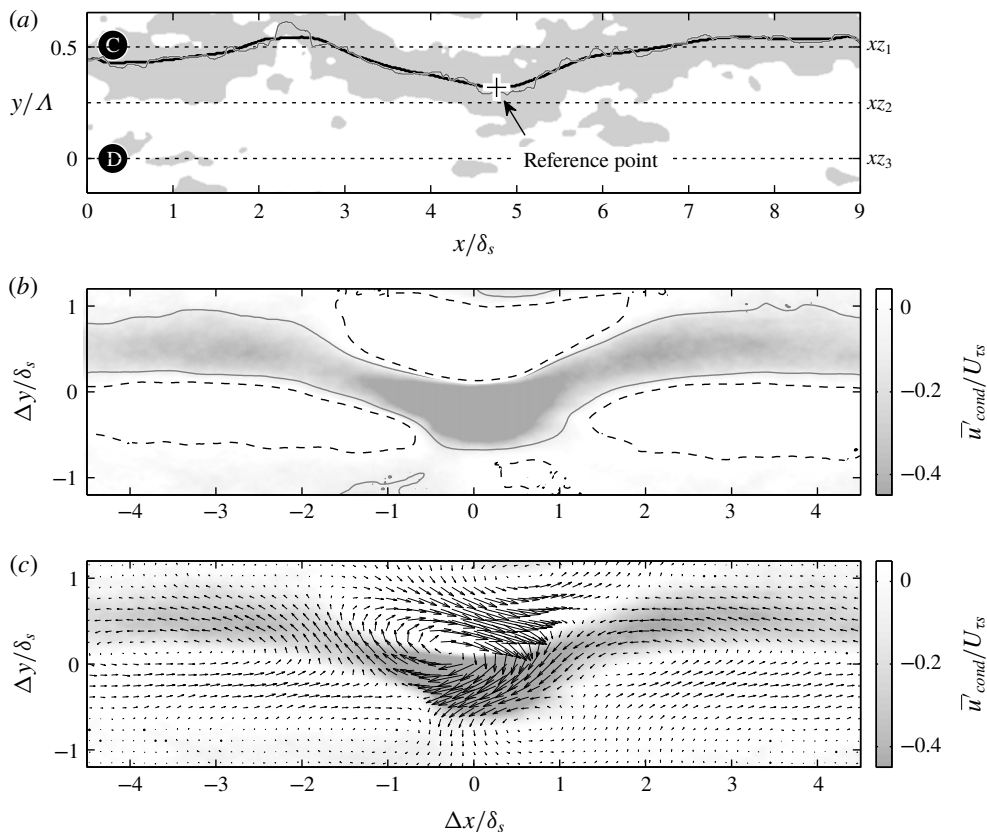 (a)
0.5
0
y/Λ
C
D
xz₁
xz₂
xz₃
Reference point
0 1 2 3 4 5 6 7 8 9
x/δₛ
(b)
1
0
−1
Δy/δₛ
−4 −3 −2 −1 0 1 2 3 4
0
−0.2
−0.4
u̅′cond/Uτs
(c)
1
0
−1
Δy/δₛ
−4 −3 −2 −1 0 1 2 3 4
Δx/δₛ
0
−0.2
−0.4
u̅′cond/Uτs